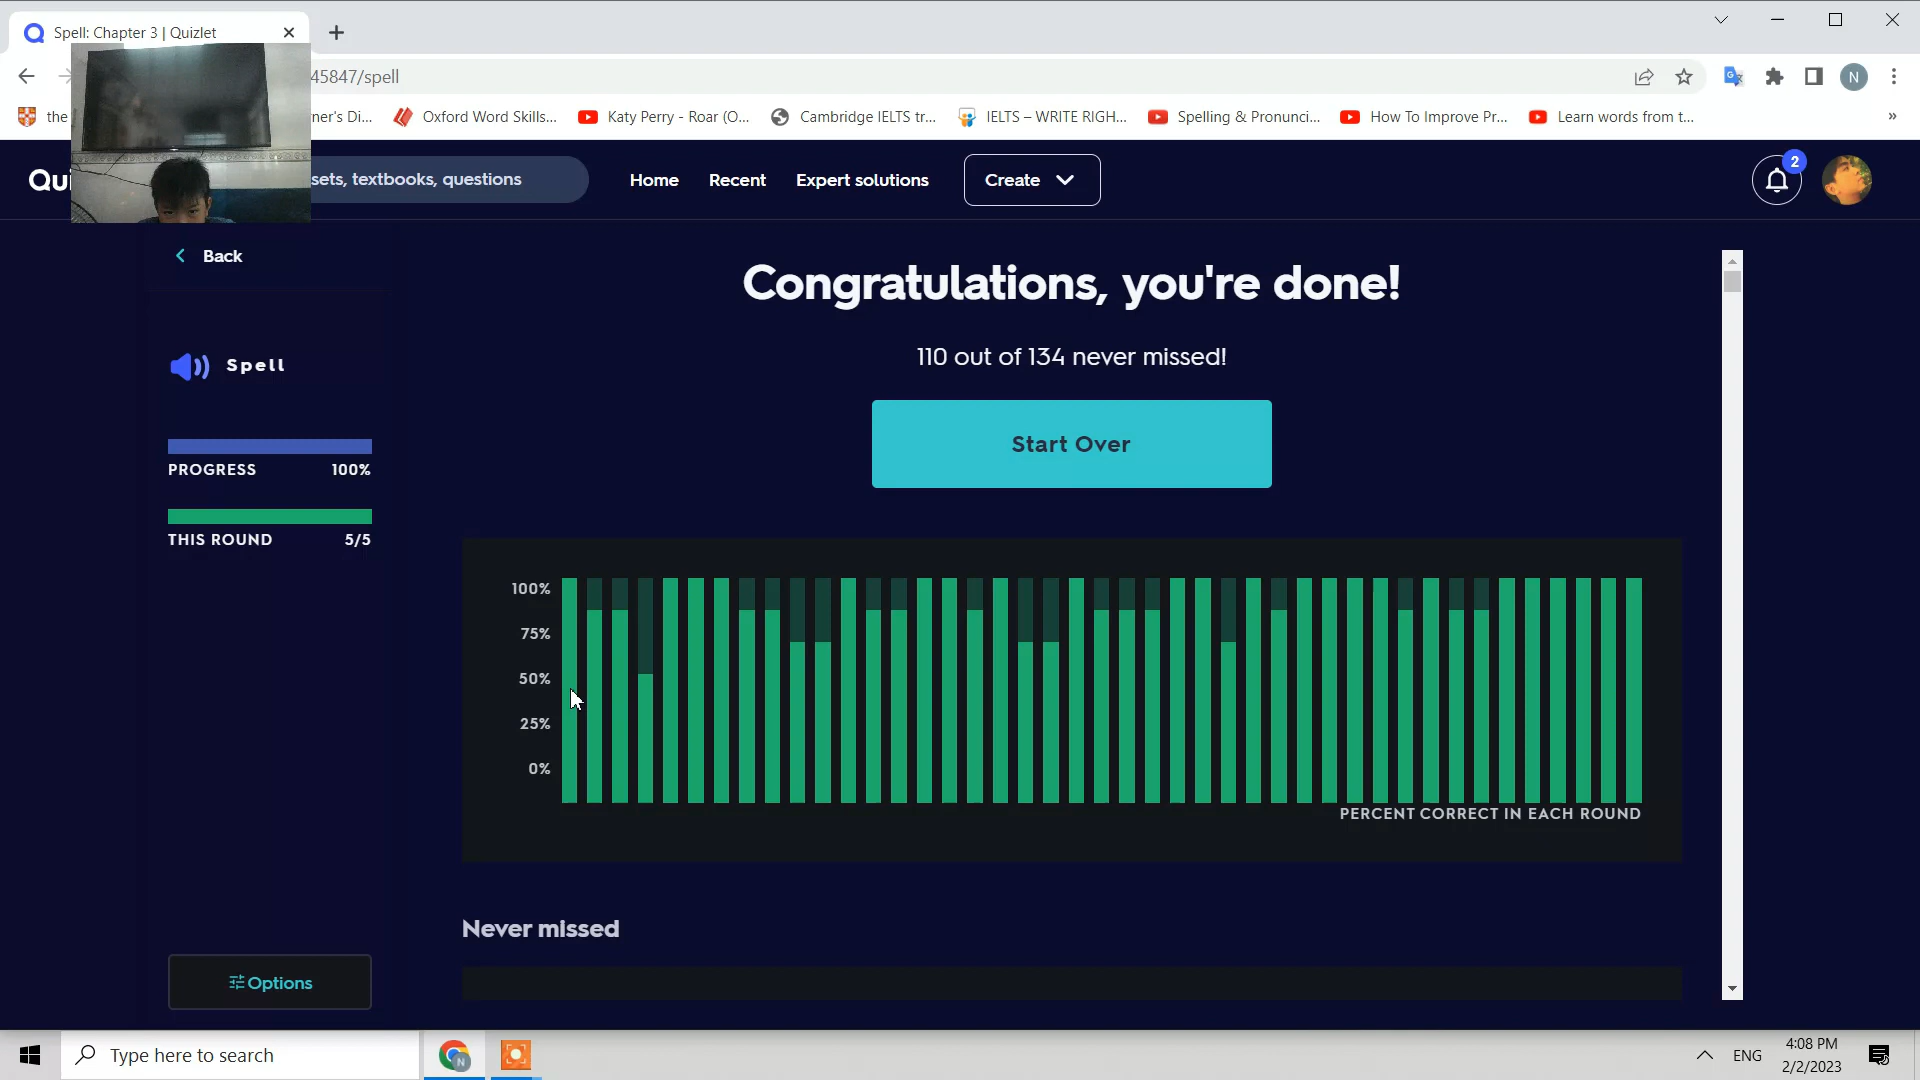 Spell: Chapter 3 | Quizlet
45847/spell
the
ner's Di...
Oxford Word Skills...
Katy Perry - Roar (O...
Cambridge IELTS tr...
IELTS – WRITE RIGH...
Spelling & Pronunci...
How To Improve Pr...
Learn words from t...
»
N
Qui
sets, textbooks, questions
Home
Recent
Expert solutions
Create
2
Back
Congratulations, you're done!
110 out of 134 never missed!
Start Over
Spell
PROGRESS 100%
THIS ROUND 5/5
100%
75%
50%
25%
0%
PERCENT CORRECT IN EACH ROUND
Never missed
Options
Type here to search
N
ENG
4:08 PM
2/2/2023